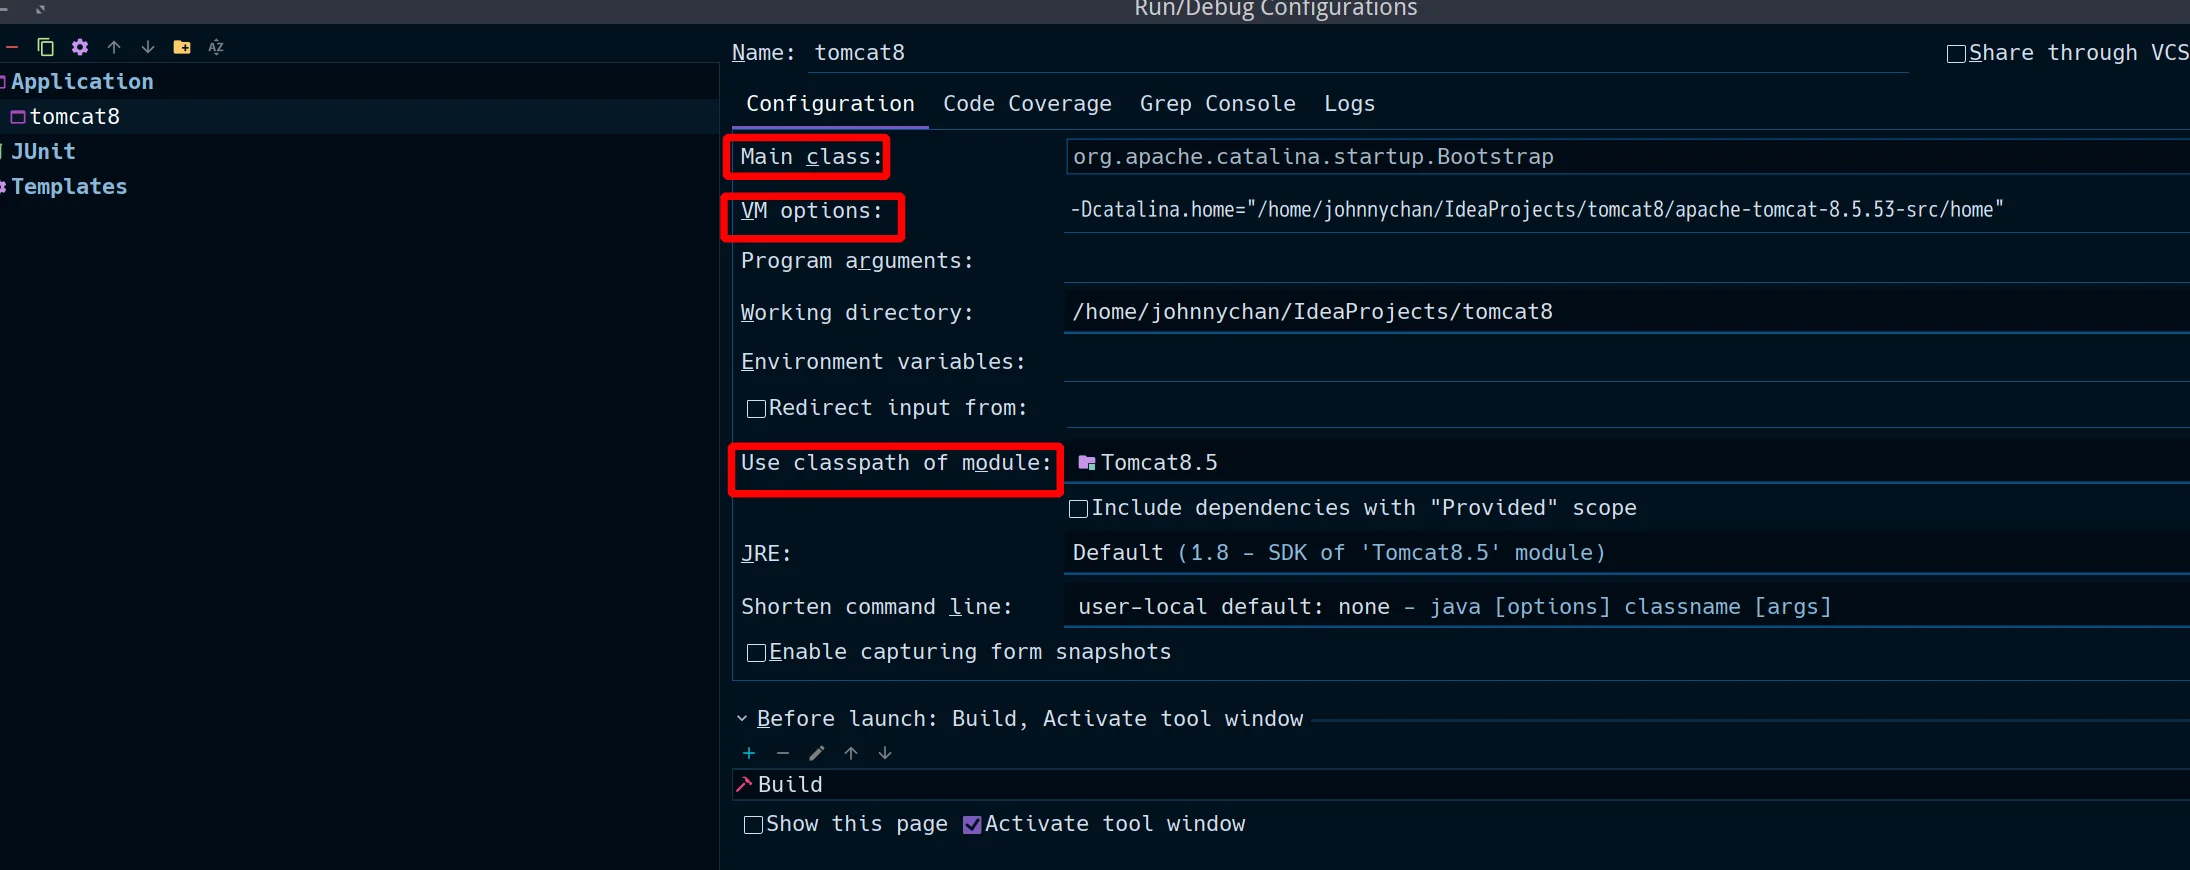 Run/Debug Configurations
Application
tomcat8
JUnit
Templates
Name: tomcat8
Share through VCS
Configuration Code Coverage Grep Console Logs
Main class: org.apache.catalina.startup.Bootstrap
VM options: -Dcatalina.home="/home/johnnychan/IdeaProjects/tomcat8/apache-tomcat-8.5.53-src/home"
Program arguments:
Working directory: /home/johnnychan/IdeaProjects/tomcat8
Environment variables:
Redirect input from:
Use classpath of module: Tomcat8.5
Include dependencies with "Provided" scope
JRE: Default (1.8 - SDK of 'Tomcat8.5' module)
Shorten command line: user-local default: none - java [options] classname [args]
Enable capturing form snapshots
Before launch: Build, Activate tool window
Build
Show this page Activate tool window